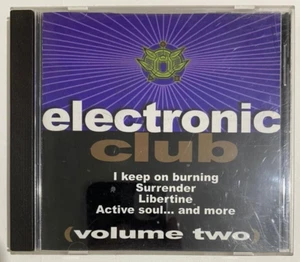 electronic
club
I keep on burning
Surrender
Libertine
Active soul... and more
(volume two)